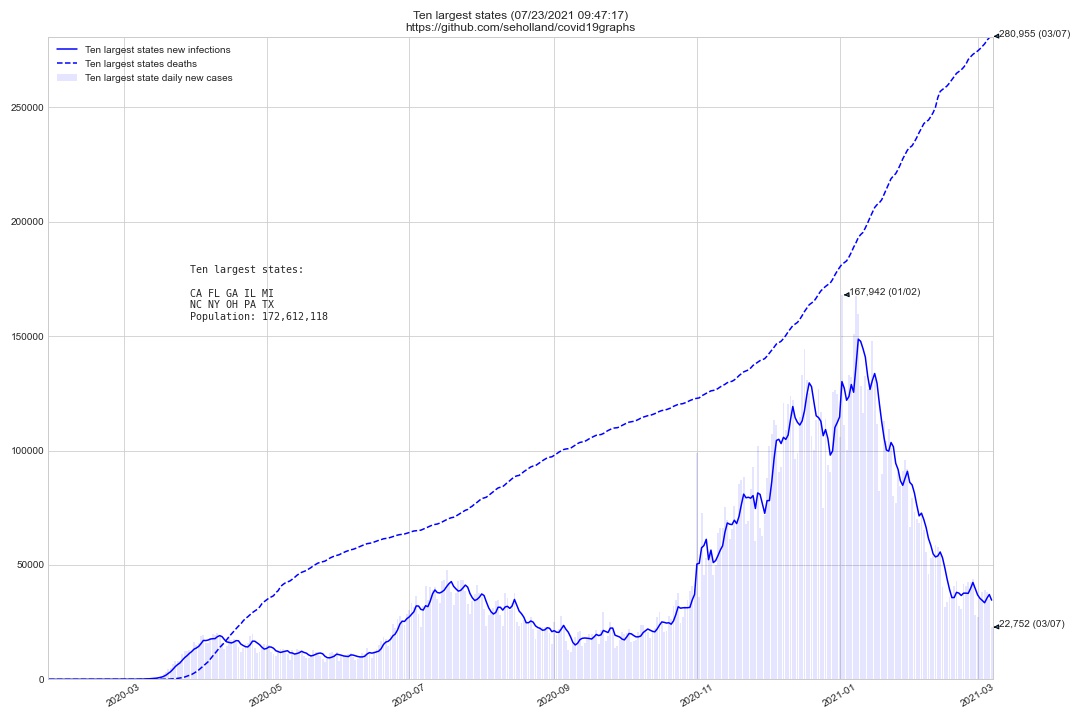 Ten largest states (07/23/2021 09:47:17)
https://github.com/seholland/covid19graphs
Ten largest states new infections
Ten largest states deaths
Ten largest state daily new cases
280,955 (03/07)
250000
200000
Ten largest states:
CA FL GA IL MI
NC NY OH PA TX
Population: 172,612,118
167,942 (01/02)
150000
100000
50000
22,752 (03/07)
0
2020-03
2020-05
2020-07
2020-09
2020-11
2021-01
2021-03